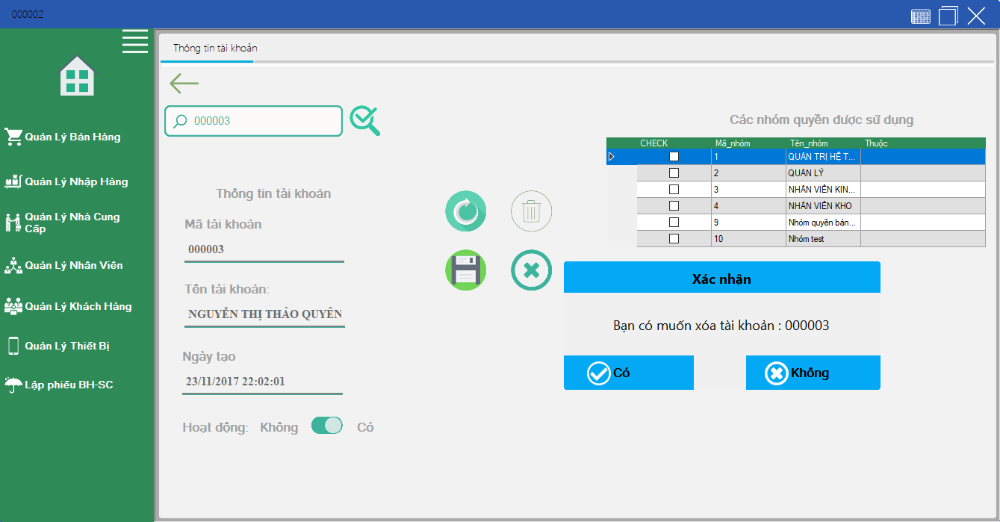 000002
Thông tin tài khoản
Quản Lý Bán Hàng
Quản Lý Nhập Hàng
Quản Lý Nhà Cung
Cấp
Quản Lý Nhân Viên
Quản Lý Khách Hàng
Quản Lý Thiết Bị
Lập phiếu BH-SC
000003
Thông tin tài khoản
Mã tài khoản
000003
Tên tài khoản:
NGUYỄN THỊ THẢO QUYÊN
Ngày tạo
23/11/2017 22:02:01
Hoạt động: Không Có
Các nhóm quyền được sử dụng
CHECK Mã_nhóm Tên_nhóm Thuộc
1 QUẢN TRỊ HỆ T...
2 QUẢN LÝ
3 NHÂN VIÊN KIN...
4 NHÂN VIÊN KHO
9 Nhóm quyền bán...
10 Nhóm test
Xác nhận
Bạn có muốn xóa tài khoản : 000003
Có Không